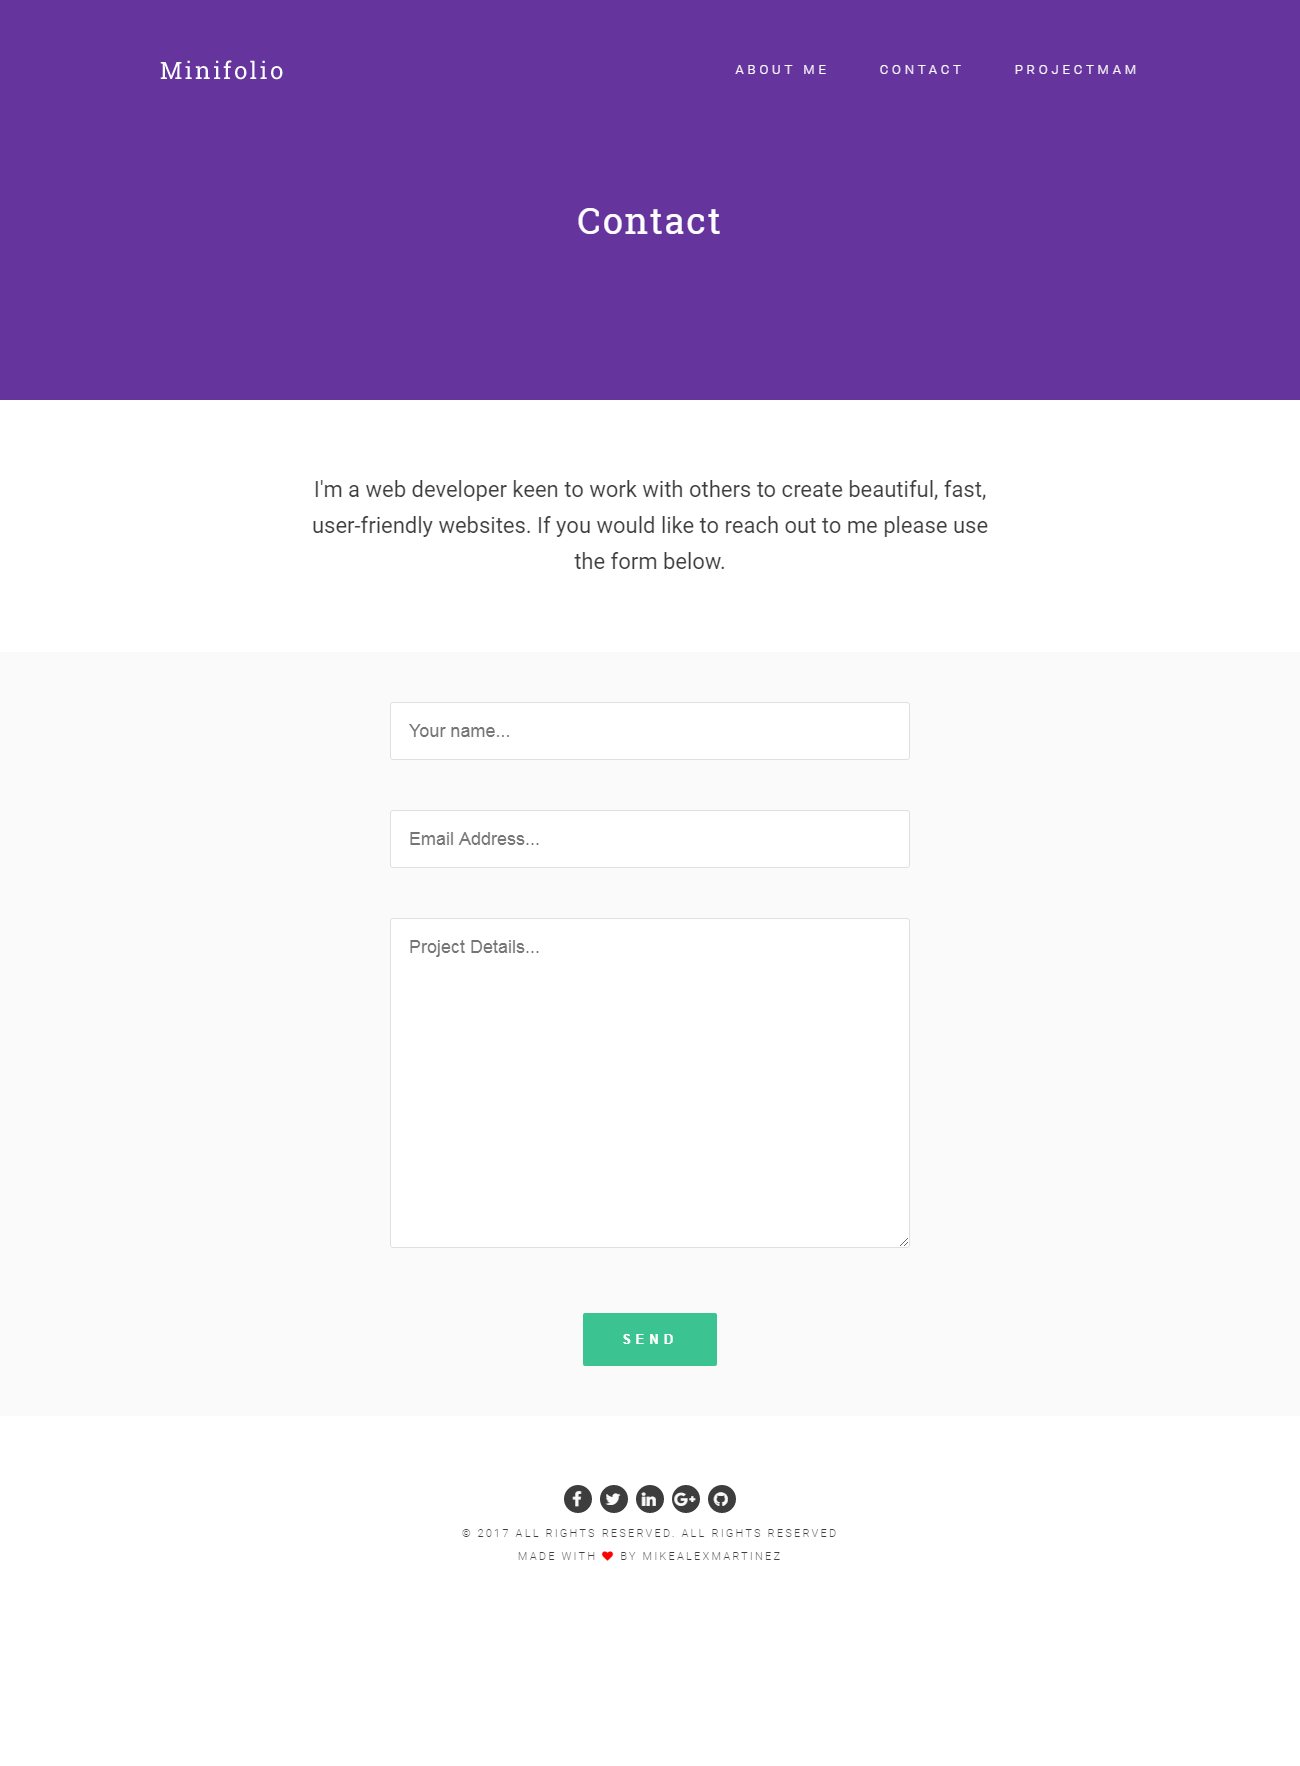 Minifolio
ABOUT ME
CONTACT
PROJECTMAM
Contact
I'm a web developer keen to work with others to create beautiful, fast,
user-friendly websites. If you would like to reach out to me please use
the form below.
Your name...
Email Address...
Project Details...
SEND
© 2017 ALL RIGHTS RESERVED. ALL RIGHTS RESERVED
MADE WITH ❤ BY MIKEALEXMARTINEZ